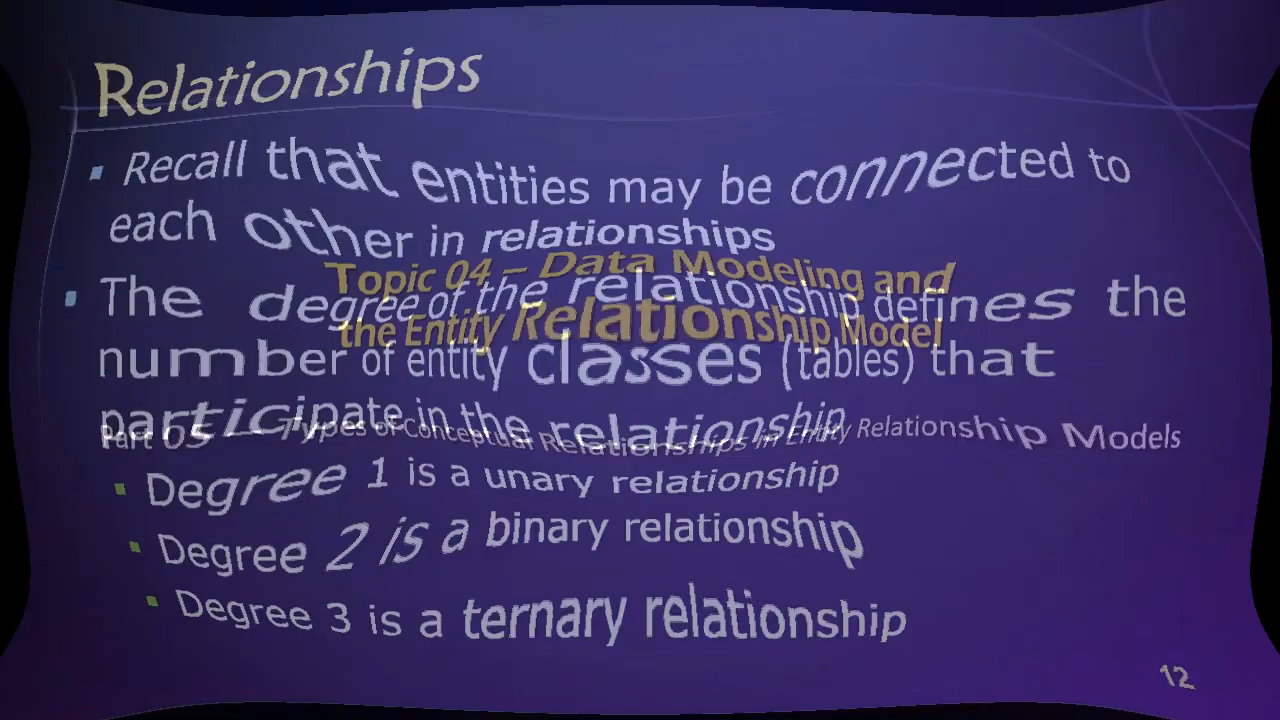 Relationships
Recall that entities may be connected to
each other in relationships
Topic 04 – Data Modeling and
The degree of the relationship defines the
the Entity Relationship Model
number of entity classes (tables) that
participate in the relationship
Part 05 – Types of Conceptual Relationships in Entity Relationship Models
Degree 1 is a unary relationship
Degree 2 is a binary relationship
Degree 3 is a ternary relationship
12